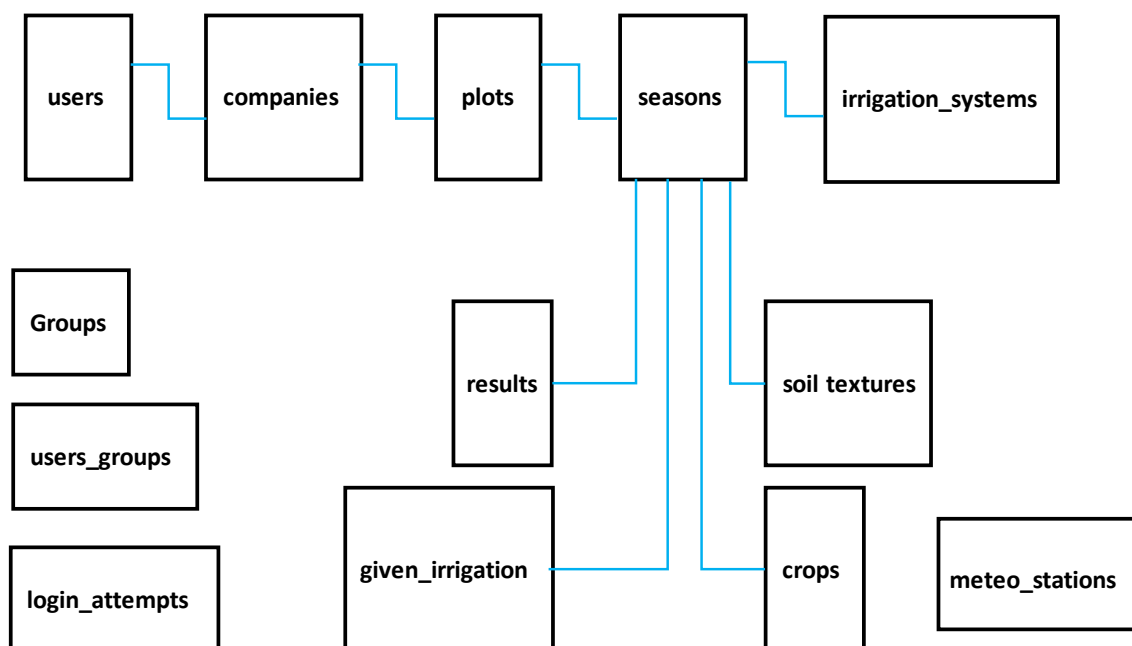 users
companies
plots
seasons
irrigation_systems
Groups
results
soil textures
users_groups
given_irrigation
crops
meteo_stations
login_attempts